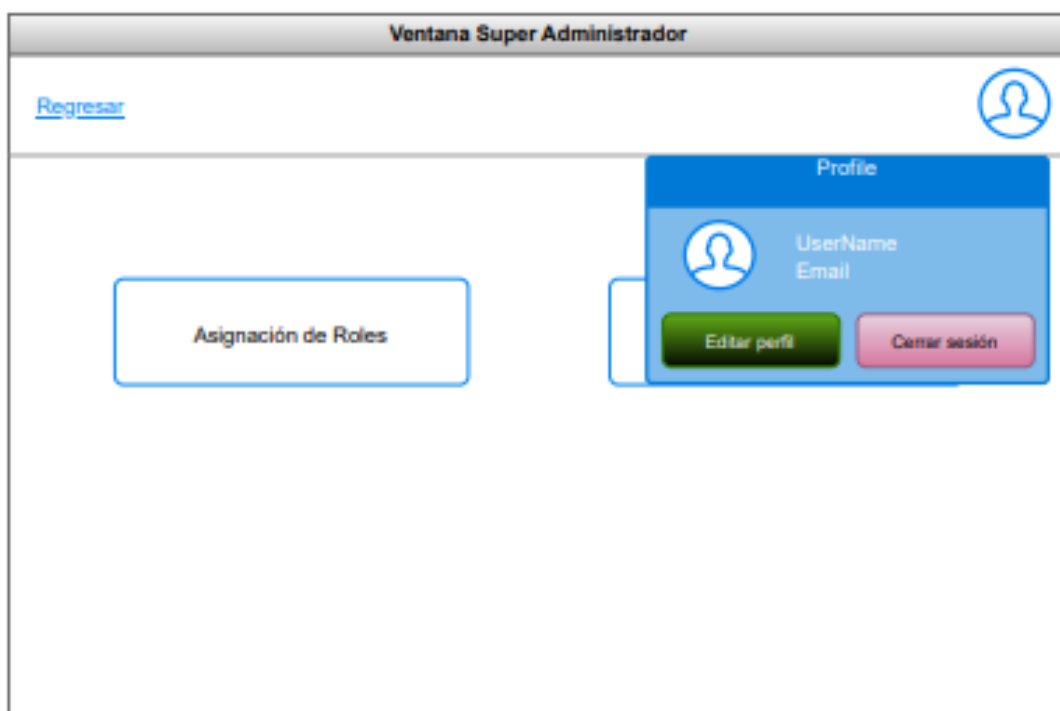 Ventana Super Administrador
Regresar
Profile
UserName
Email
Asignación de Roles
Editar perfil
Cerrar sesión